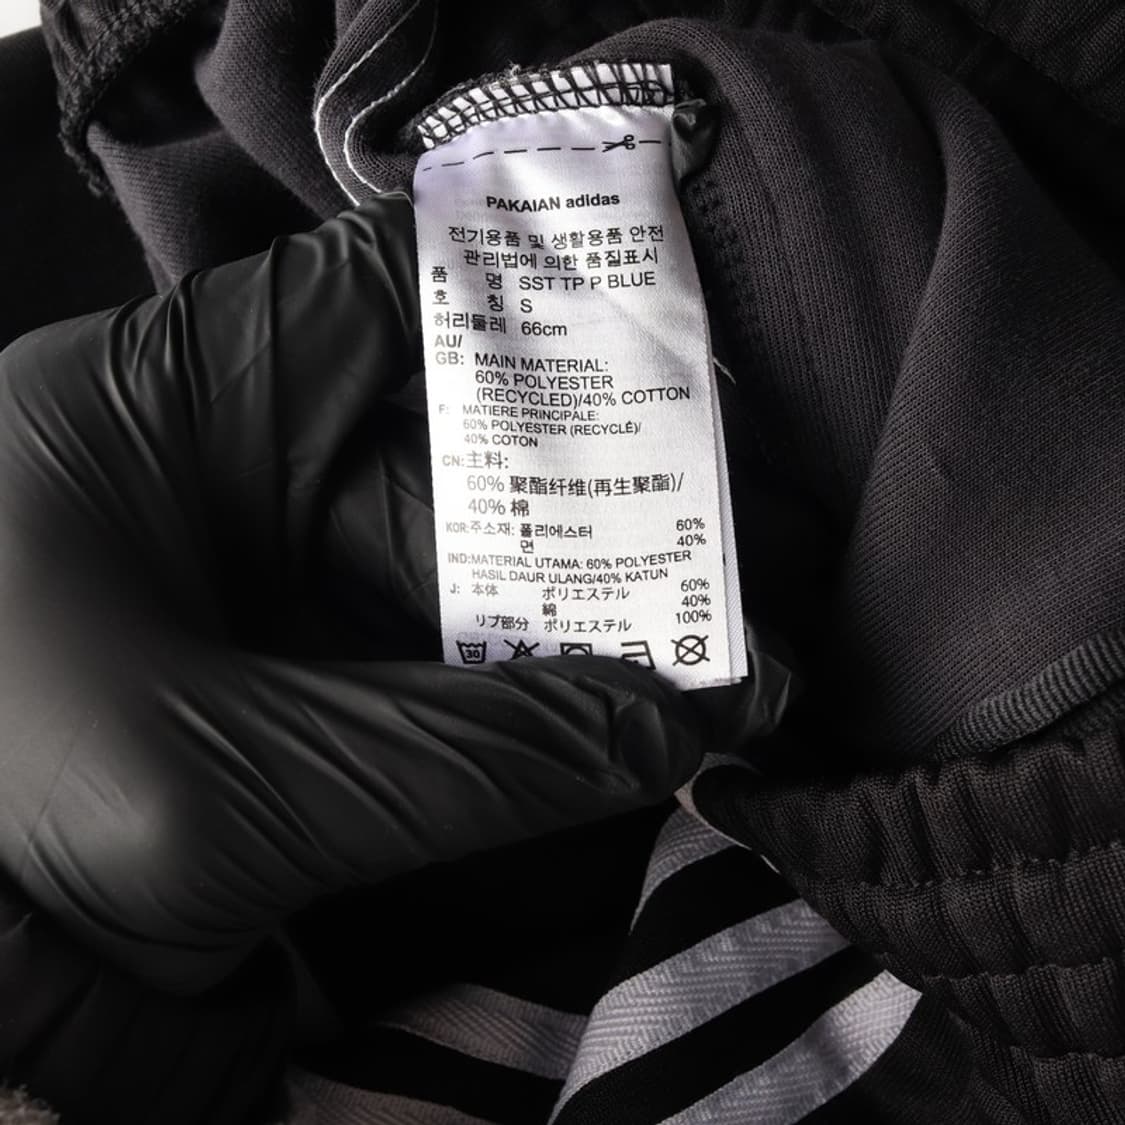 PAKAIAN adidas
전기용품 및 생활용품 안전
관리법에 의한 품질표시
품 명 SST TP P BLUE
호 칭 S
허리둘레 66cm
AU/
GB: MAIN MATERIAL:
60% POLYESTER
(RECYCLED)/40% COTTON
F: MATIERE PRINCIPALE:
60% POLYESTER (RECYCLÉ)/
40% COTON
CN:主料:
60% 聚酯纤维(再生聚酯)/
40% 棉
KOR:주소재: 폴리에스터 60%
면 40%
IND:MATERIAL UTAMA: 60% POLYESTER
HASIL DAUR ULANG/40% KATUN
J: 本体 ポリエステル 60%
綿 40%
リブ部分 ポリエステル 100%
30